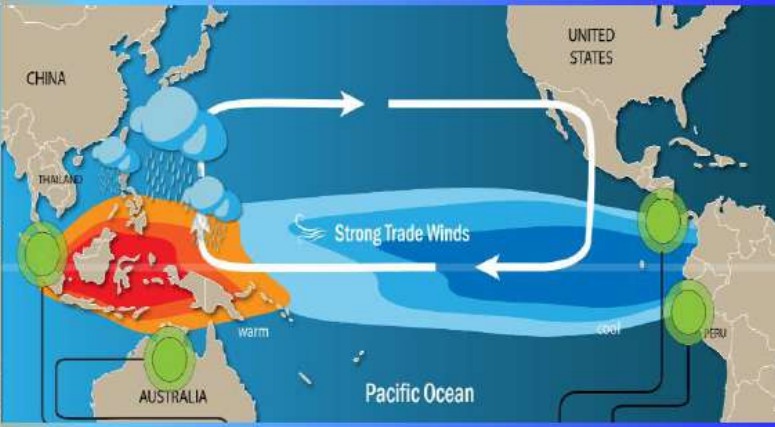 UNITED
STATES
CHINA
THAILAND
Strong Trade Winds
warm
cool
PERU
AUSTRALIA
Pacific Ocean